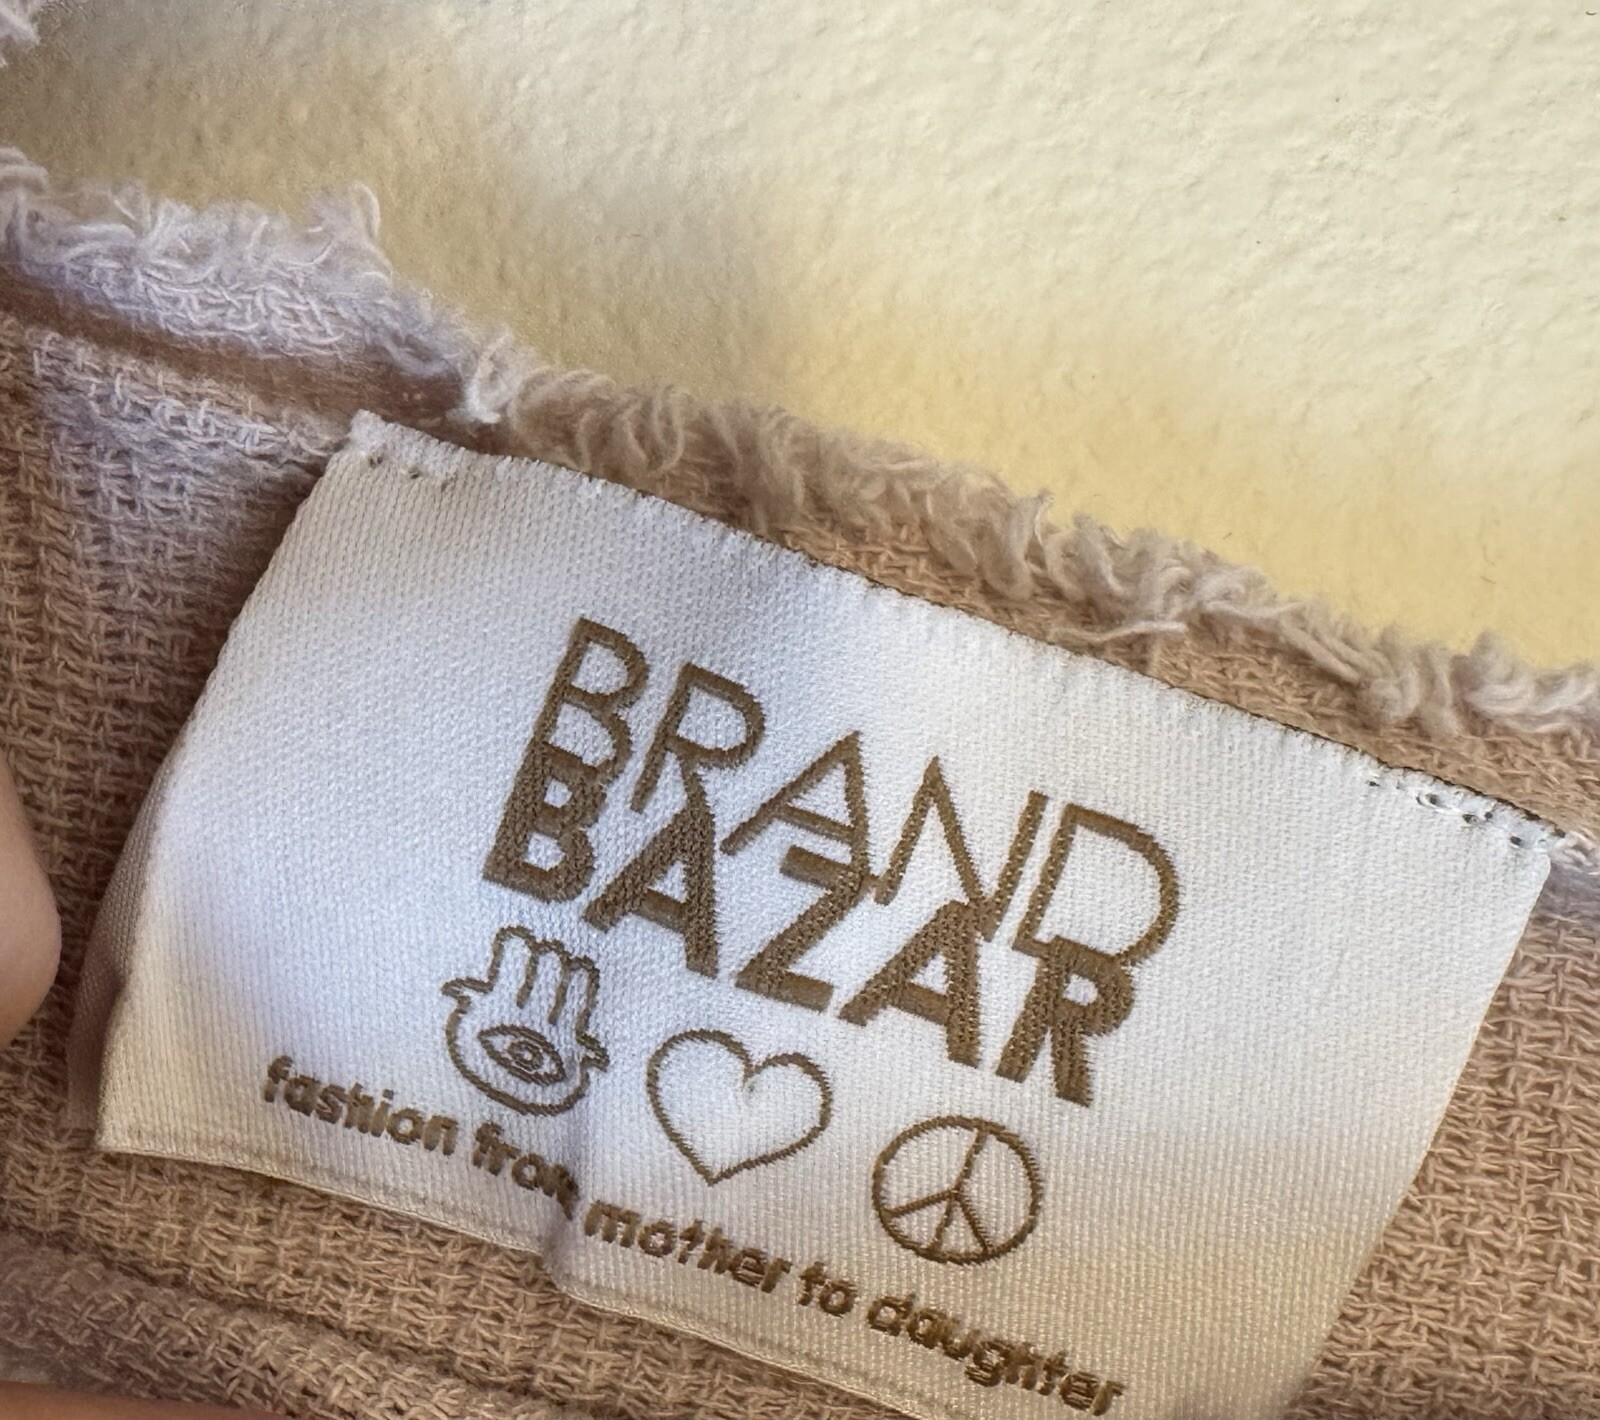 BRAND
BAZAR
fashion from mother to daughter